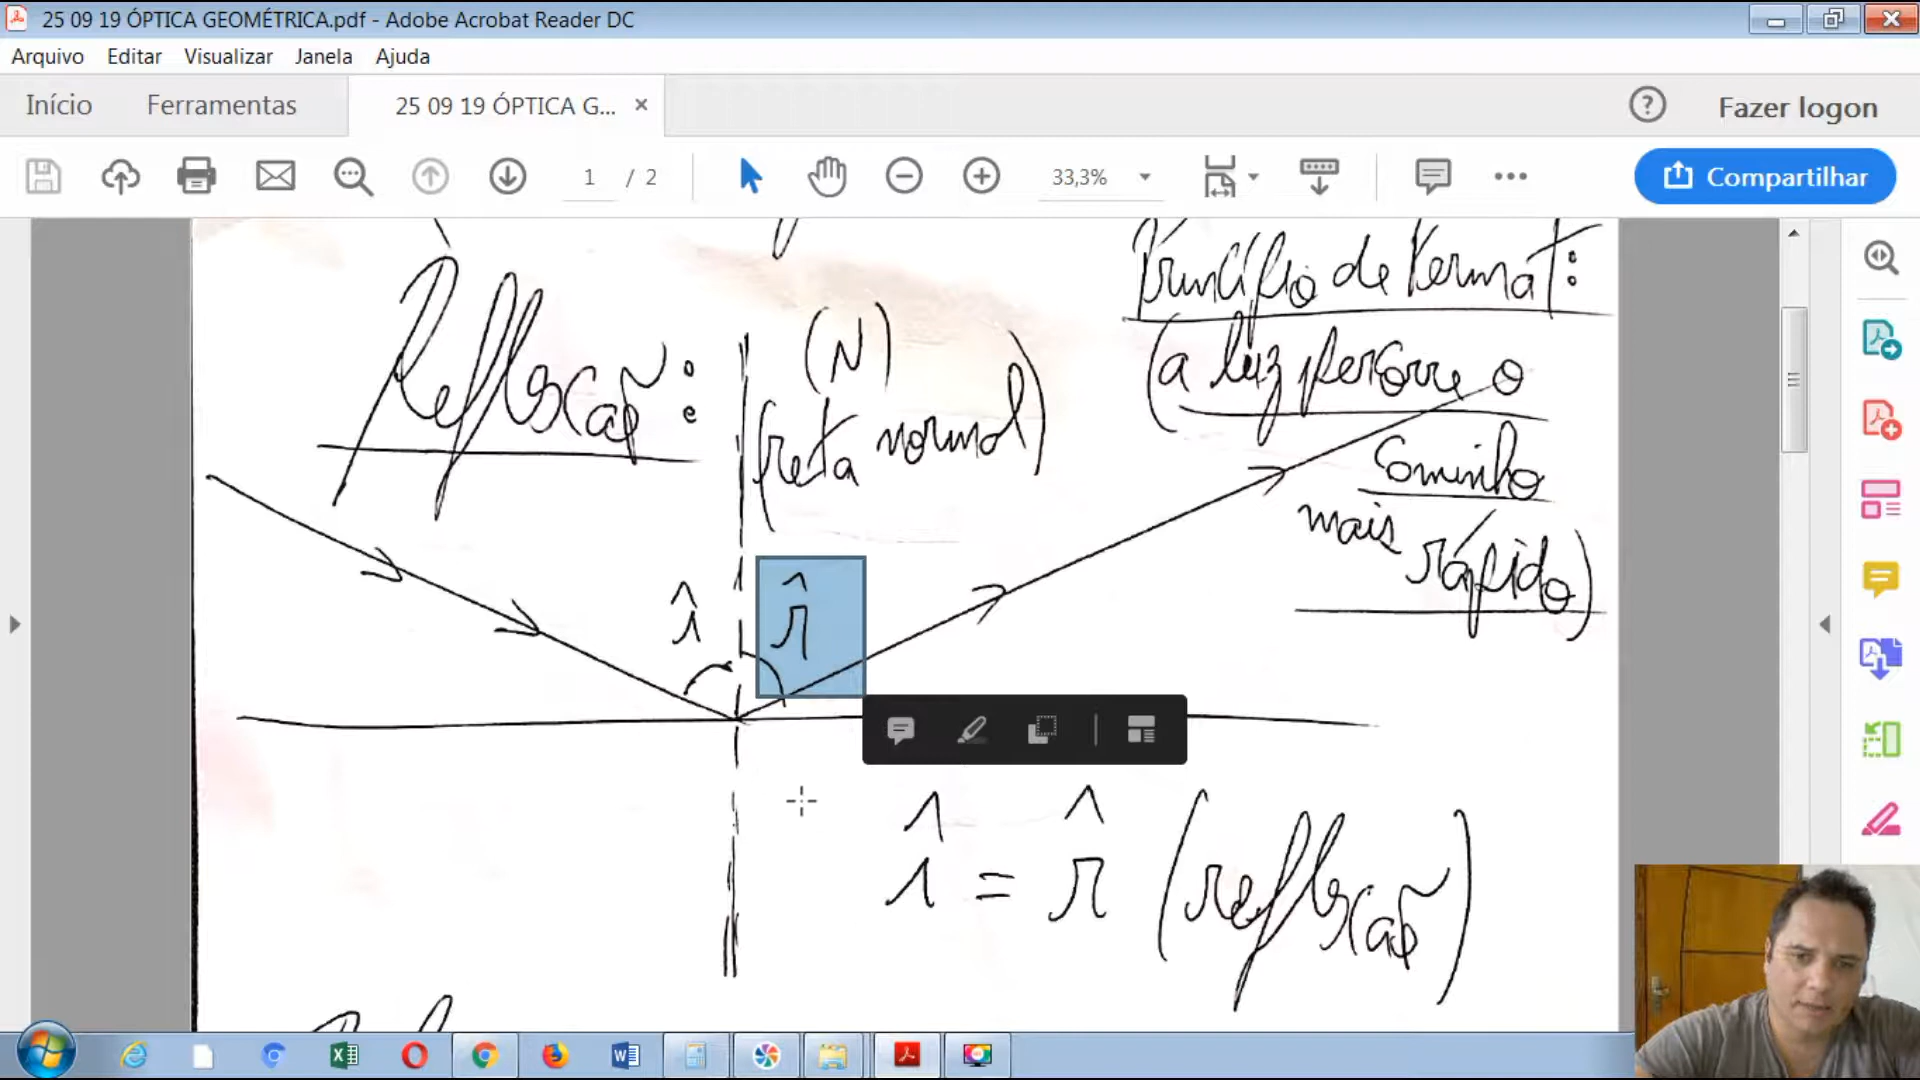 25 09 19 ÓPTICA GEOMÉTRICA.pdf - Adobe Acrobat Reader DC
Arquivo Editar Visualizar Janela Ajuda
Início Ferramentas 25 09 19 ÓPTICA G... × ? Fazer logon
1 / 2 33,3% Compartilhar
Princípio de Fermat:
Reflexão: (N) (a luz percorre o
(reta normal) caminho
mais rápido)
î r̂
î = r̂ (reflexão)